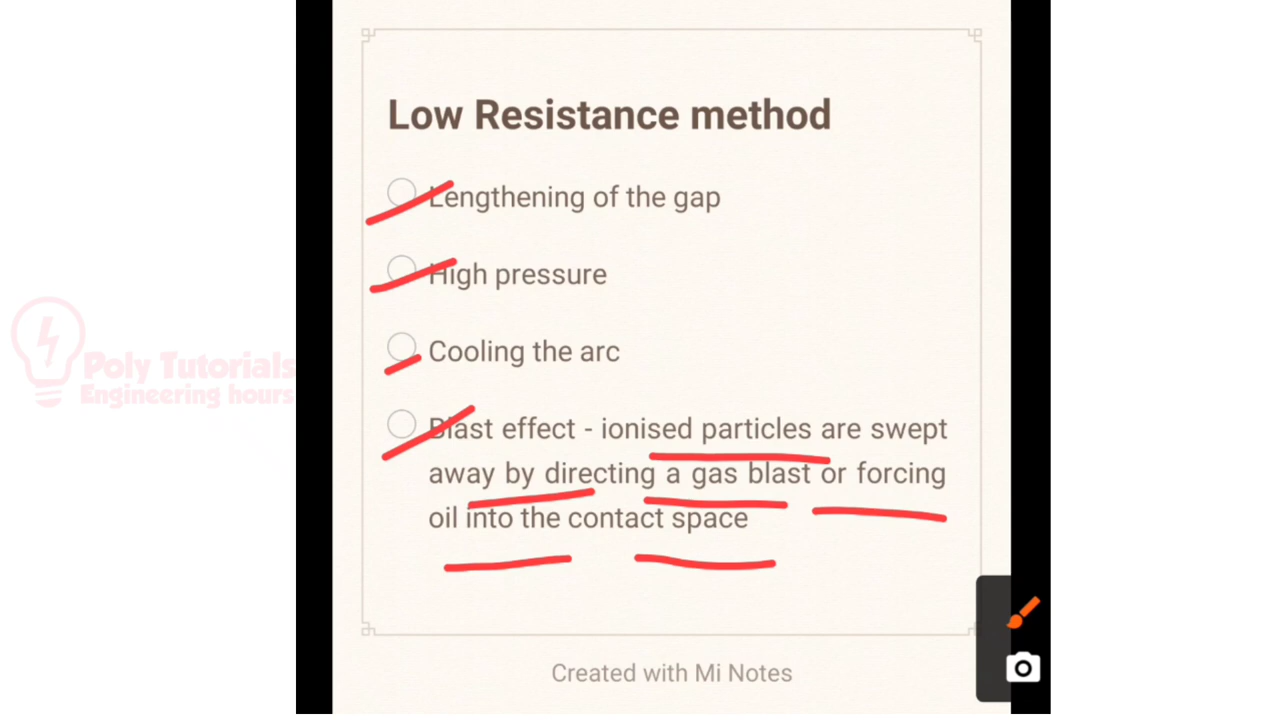 Low Resistance method
Lengthening of the gap
High pressure
Cooling the arc
Blast effect - ionised particles are swept
away by directing a gas blast or forcing
oil into the contact space
Poly Tutorials
Engineering hours
Created with Mi Notes